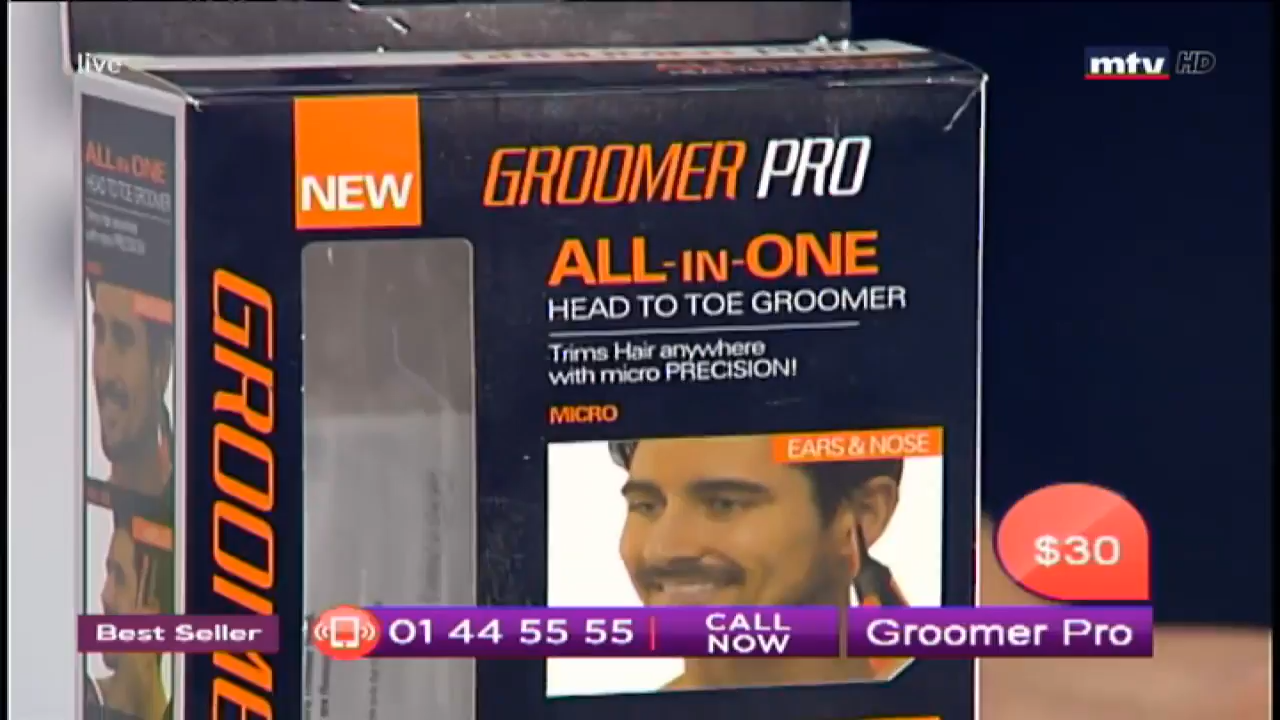 live
mtv HD
NEW
GROOMER PRO
ALL-IN-ONE
HEAD TO TOE GROOMER
Trims Hair anywhere
with micro PRECISION!
MICRO
EARS & NOSE
ALL IN ONE
HEAD TO TOE GROOMER
GROOME
$30
Best Seller
01 44 55 55
CALL
NOW
Groomer Pro